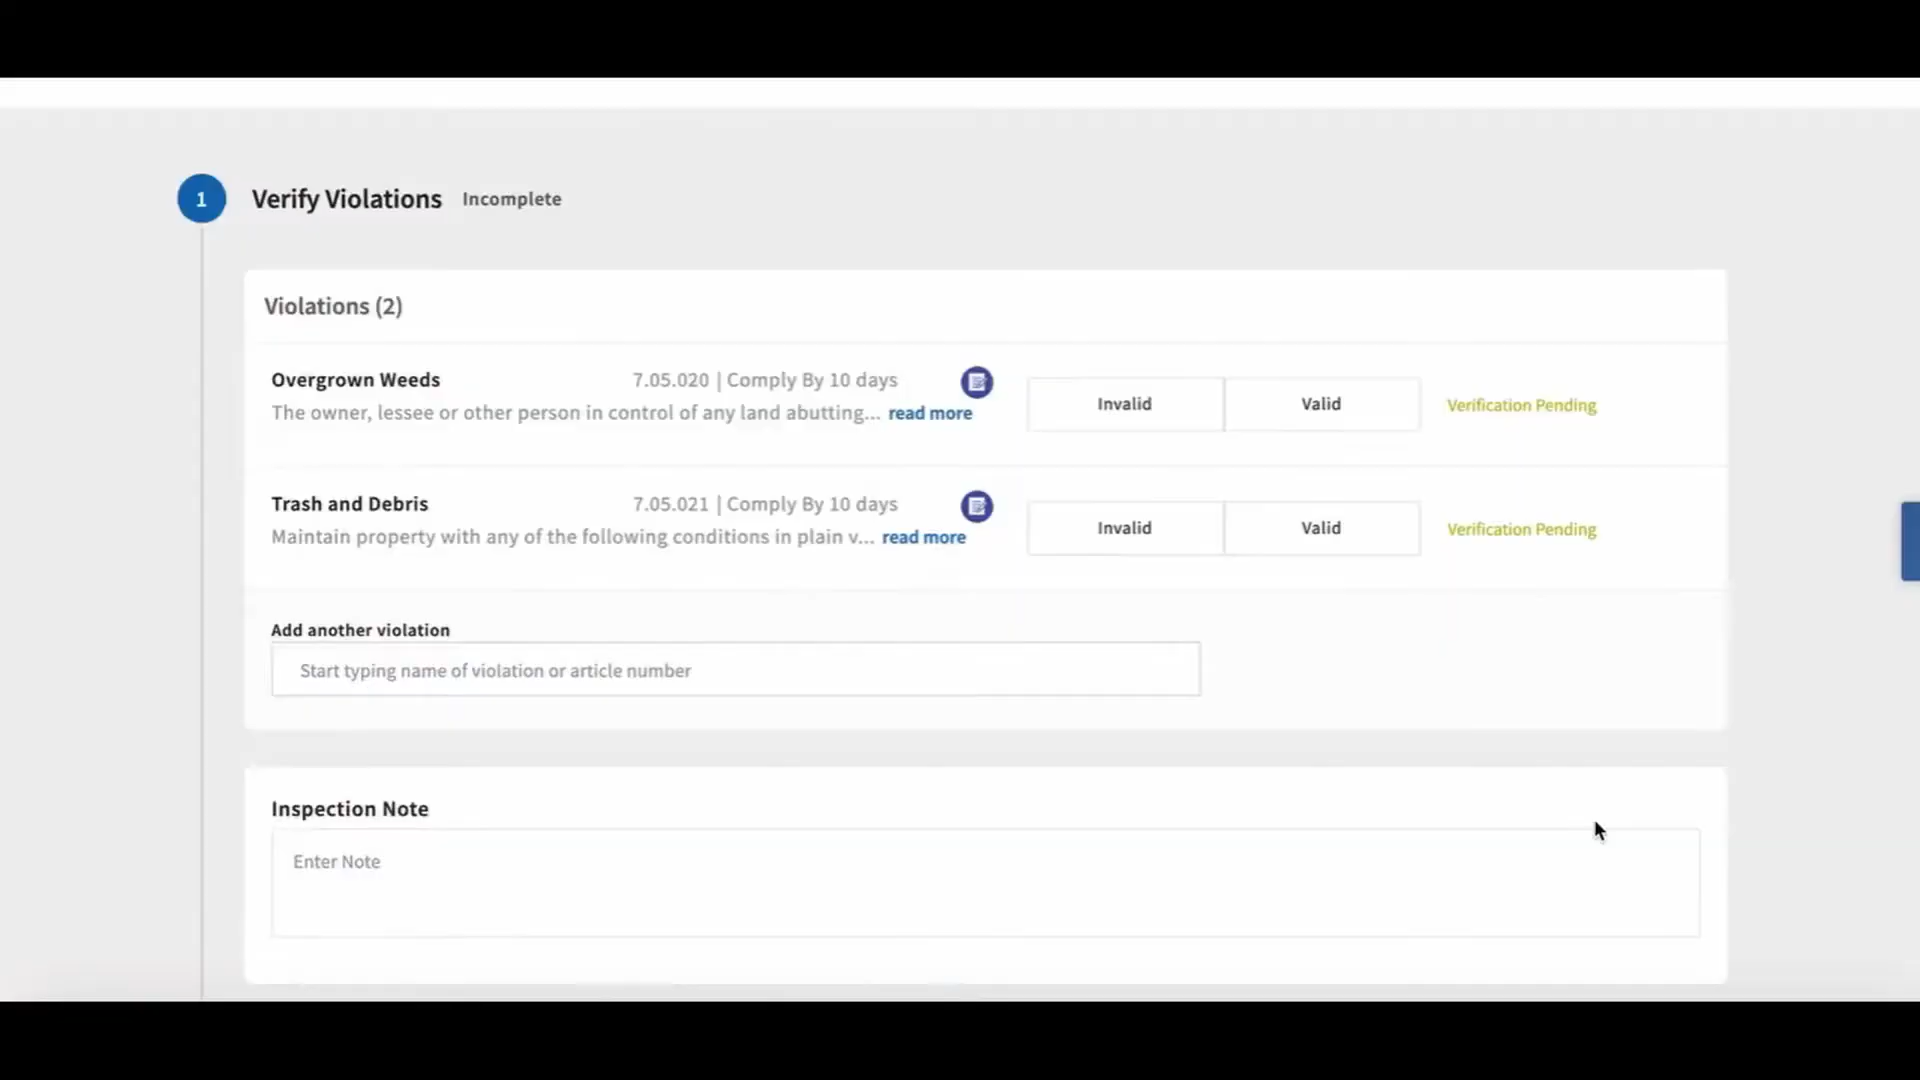 1 Verify Violations Incomplete
Violations (2)
Overgrown Weeds 7.05.020 | Comply By 10 days
The owner, lessee or other person in control of any land abutting... read more
Invalid Valid Verification Pending
Trash and Debris 7.05.021 | Comply By 10 days
Maintain property with any of the following conditions in plain v... read more
Invalid Valid Verification Pending
Add another violation
Start typing name of violation or article number
Inspection Note
Enter Note